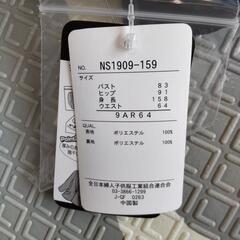 NO. NS1909-159
サイズ
バスト 83
ヒップ 91
身長 158
ウエスト 64
9AR64
QUAL.
表地 ポリエステル 100%
裏地 ポリエステル 100%
全日本婦人子供服工業組合連合会
03-3866-1299
J-GF 0263
中国製